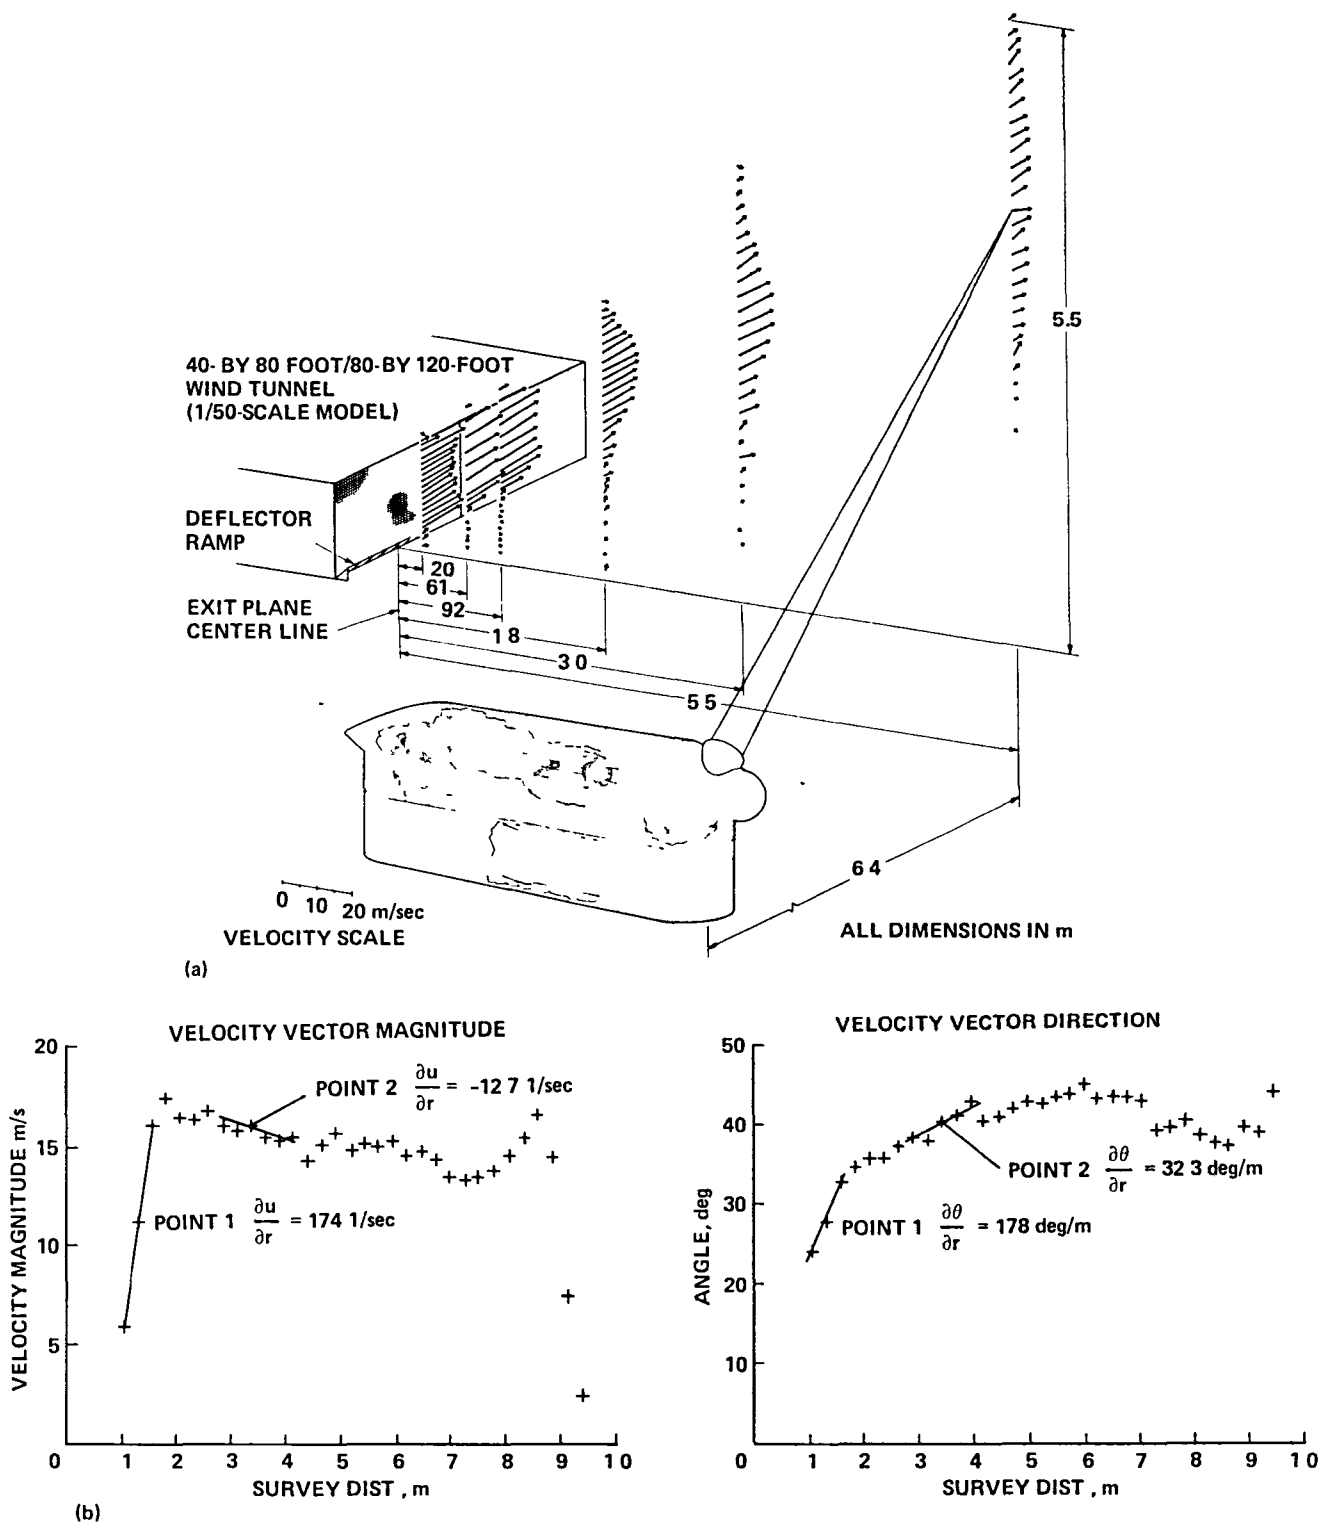 5.5
40- BY 80 FOOT/80-BY 120-FOOT
WIND TUNNEL
(1/50-SCALE MODEL)
DEFLECTOR
RAMP
20
61
92
1 8
3 0
5 5
EXIT PLANE
CENTER LINE
6 4
0 10 20 m/sec
VELOCITY SCALE
ALL DIMENSIONS IN m
(a)
VELOCITY VECTOR MAGNITUDE
20
15
10
5
0 1 2 3 4 5 6 7 8 9 1 0
VELOCITY MAGNITUDE m/s
SURVEY DIST , m
POINT 2 ∂u/∂r = -12 7 1/sec
POINT 1 ∂u/∂r = 174 1/sec
VELOCITY VECTOR DIRECTION
50
40
30
20
10
0 1 2 3 4 5 6 7 8 9 1 0
ANGLE, deg
SURVEY DIST , m
POINT 2 ∂θ/∂r = 32 3 deg/m
POINT 1 ∂θ/∂r = 178 deg/m
(b)